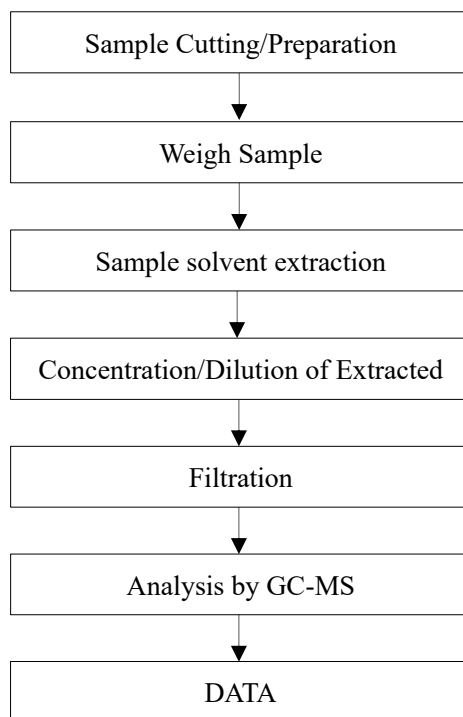 Sample Cutting/Preparation
Weigh Sample
Sample solvent extraction
Concentration/Dilution of Extracted
Filtration
Analysis by GC-MS
DATA